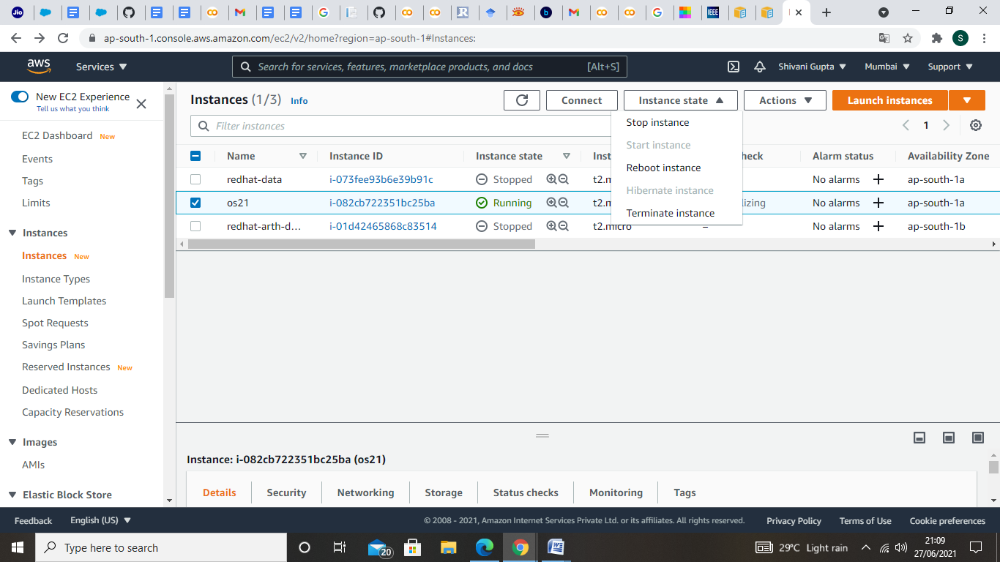 Jio
ap-south-1.console.aws.amazon.com/ec2/v2/home?region=ap-south-1#Instances:
S
aws
Services
Search for services, features, marketplace products, and docs
[Alt+S]
Shivani Gupta
Mumbai
Support
New EC2 Experience
Tell us what you think
EC2 Dashboard New
Events
Tags
Limits
Instances
Instances New
Instance Types
Launch Templates
Spot Requests
Savings Plans
Reserved Instances New
Dedicated Hosts
Capacity Reservations
Images
AMIs
Elastic Block Store
Instances (1/3) Info
Connect
Instance state
Actions
Launch instances
Filter instances
1
Stop instance
Start instance
Reboot instance
Hibernate instance
Terminate instance
Name Instance ID Instance state Alarm status Availability Zone
redhat-data i-073fee93b6e39b91c Stopped No alarms ap-south-1a
os21 i-082cb722351bc25ba Running No alarms ap-south-1a
redhat-arth-d... i-01d42465868c83514 Stopped t2.micro – No alarms ap-south-1b
Instance: i-082cb722351bc25ba (os21)
Details Security Networking Storage Status checks Monitoring Tags
Feedback English (US) © 2008 - 2021, Amazon Internet Services Private Ltd. or its affiliates. All rights reserved. Privacy Policy Terms of Use Cookie preferences
Type here to search
20
29°C Light rain
21:09
27/06/2021